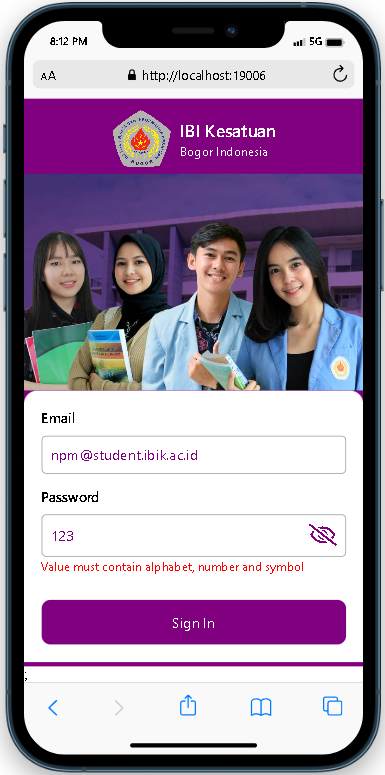 8:12 PM
5G
AA
http://localhost:19006
IBI Kesatuan
Bogor Indonesia
BOGOR
Email
npm@student.ibik.ac.id
Password
123
Value must contain alphabet, number and symbol
Sign In
;